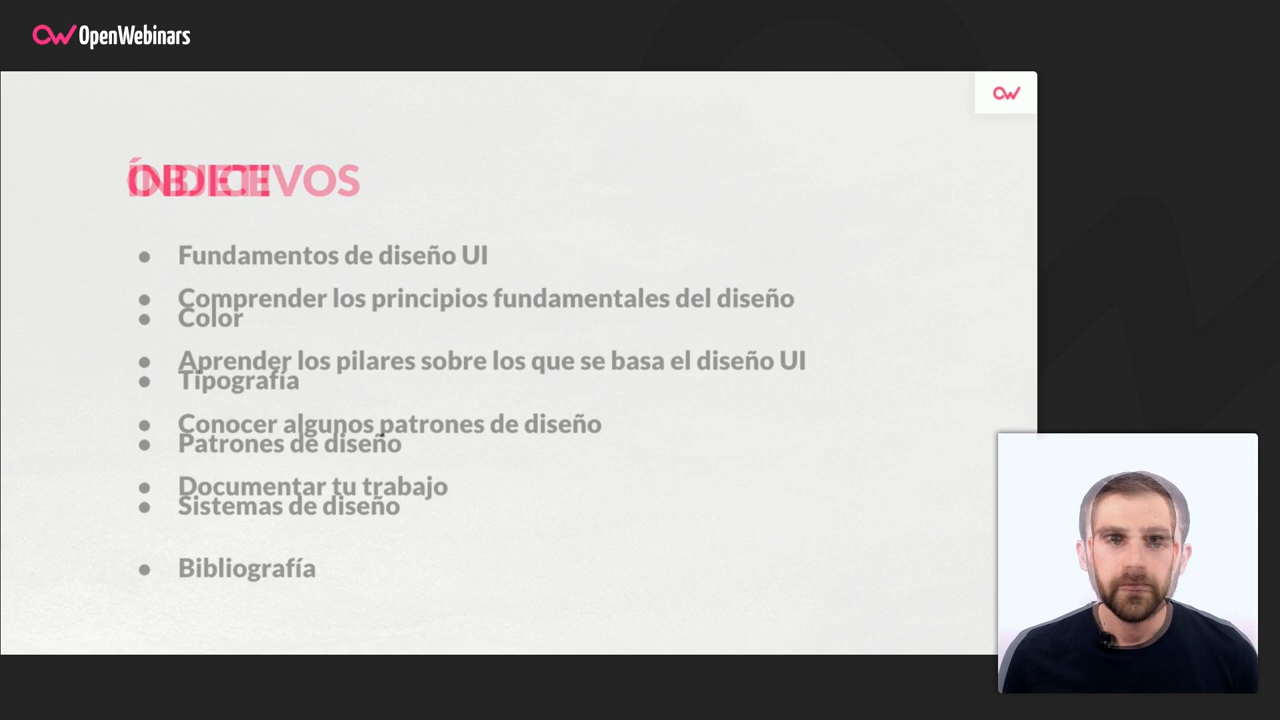 OpenWebinars
ÍNDICE
OBJETIVOS
Fundamentos de diseño UI
Comprender los principios fundamentales del diseño
Color
Aprender los pilares sobre los que se basa el diseño UI
Tipografía
Conocer algunos patrones de diseño
Patrones de diseño
Documentar tu trabajo
Sistemas de diseño
Bibliografía